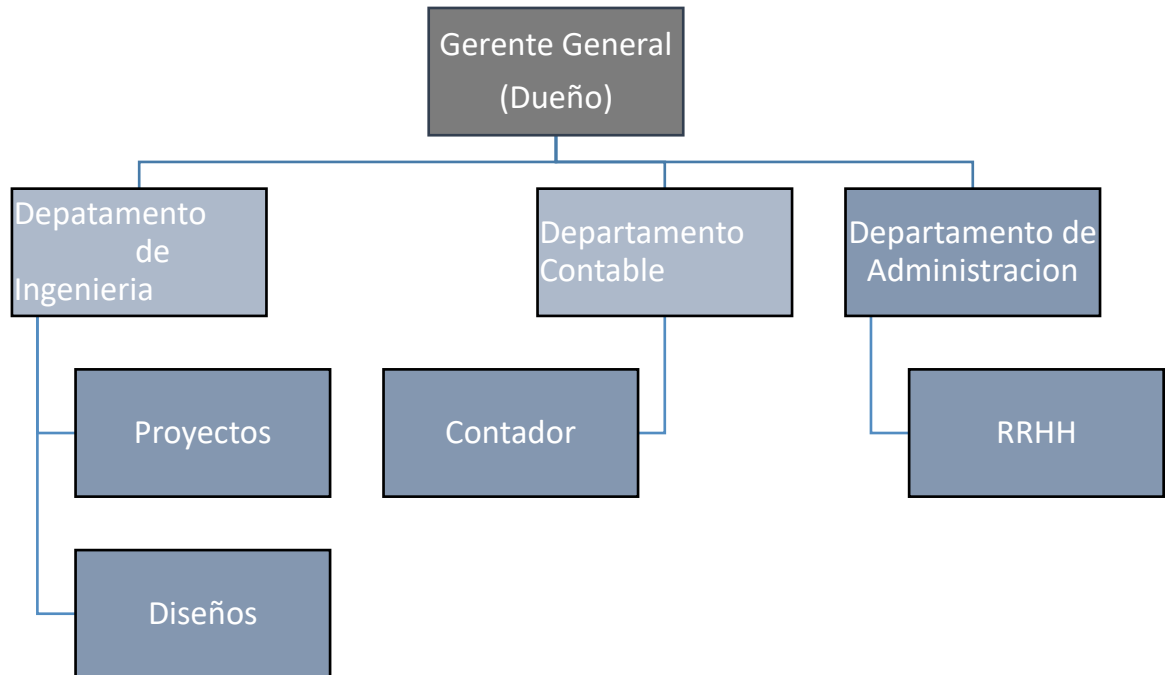 Gerente General
(Dueño)
Depatamento
de
Ingenieria
Departamento
Contable
Departamento de
Administracion
Proyectos
Contador
RRHH
Diseños